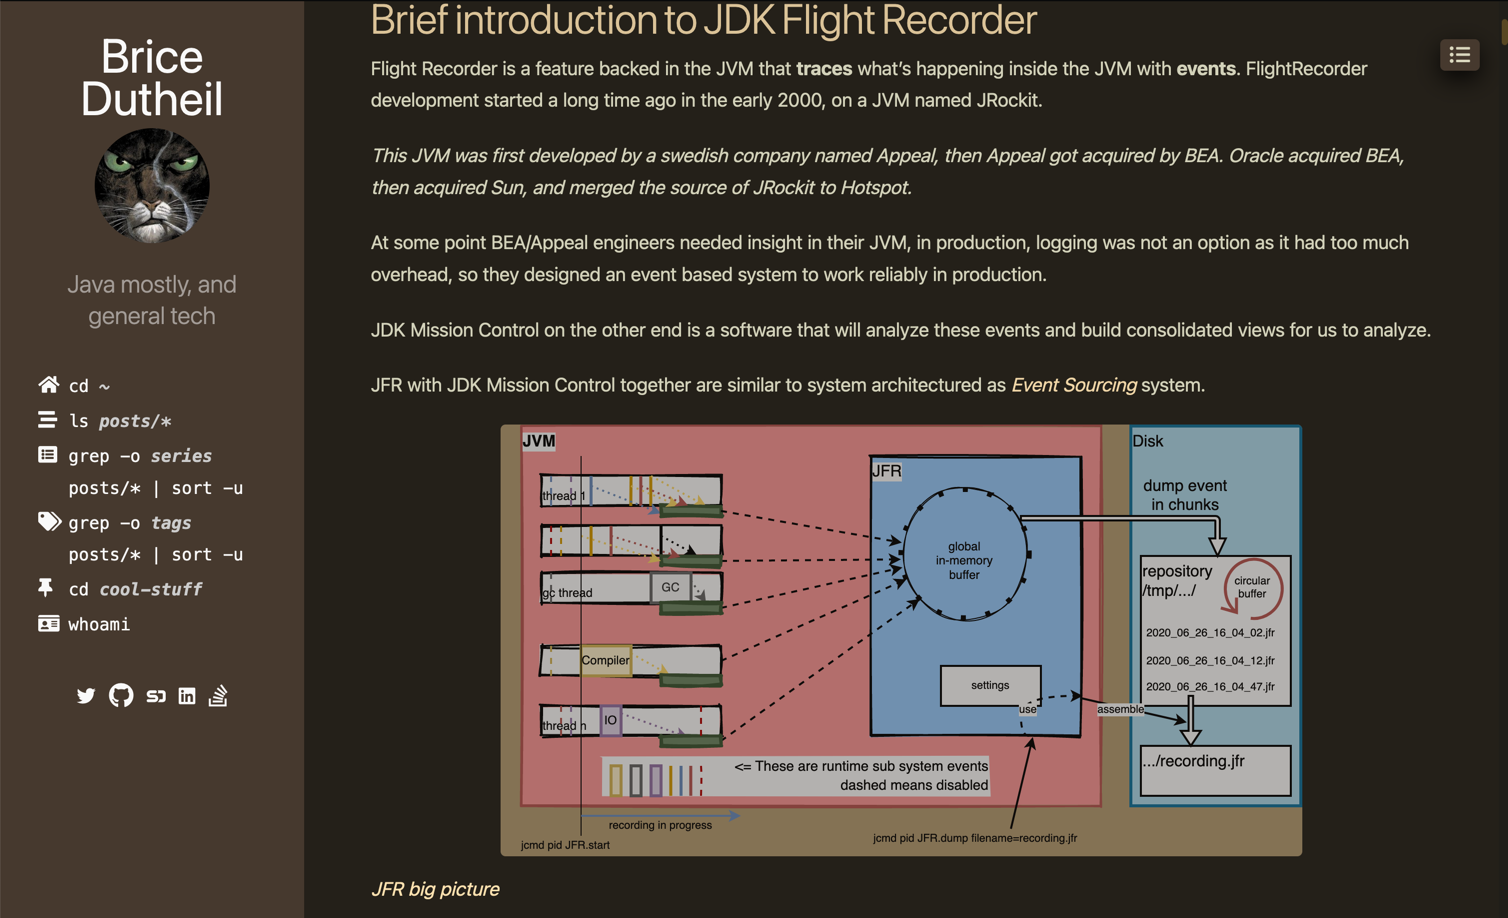 Brice
Dutheil
Java mostly, and
general tech
cd ~
ls posts/*
grep -o series
posts/* | sort -u
grep -o tags
posts/* | sort -u
cd cool-stuff
whoami
Brief introduction to JDK Flight Recorder
Flight Recorder is a feature backed in the JVM that traces what’s happening inside the JVM with events. FlightRecorder
development started a long time ago in the early 2000, on a JVM named JRockit.
This JVM was first developed by a swedish company named Appeal, then Appeal got acquired by BEA. Oracle acquired BEA,
then acquired Sun, and merged the source of JRockit to Hotspot.
At some point BEA/Appeal engineers needed insight in their JVM, in production, logging was not an option as it had too much
overhead, so they designed an event based system to work reliably in production.
JDK Mission Control on the other end is a software that will analyze these events and build consolidated views for us to analyze.
JFR with JDK Mission Control together are similar to system architectured as Event Sourcing system.
JVM
thread 1
gc thread
GC
Compiler
thread n
IO
<= These are runtime sub system events
dashed means disabled
recording in progress
jcmd pid JFR.start
JFR
global
in-memory
buffer
settings
use
jcmd pid JFR.dump filename=recording.jfr
assemble
Disk
dump event
in chunks
repository
/tmp/.../
circular
buffer
2020_06_26_16_04_02.jfr
2020_06_26_16_04_12.jfr
2020_06_26_16_04_47.jfr
.../recording.jfr
JFR big picture